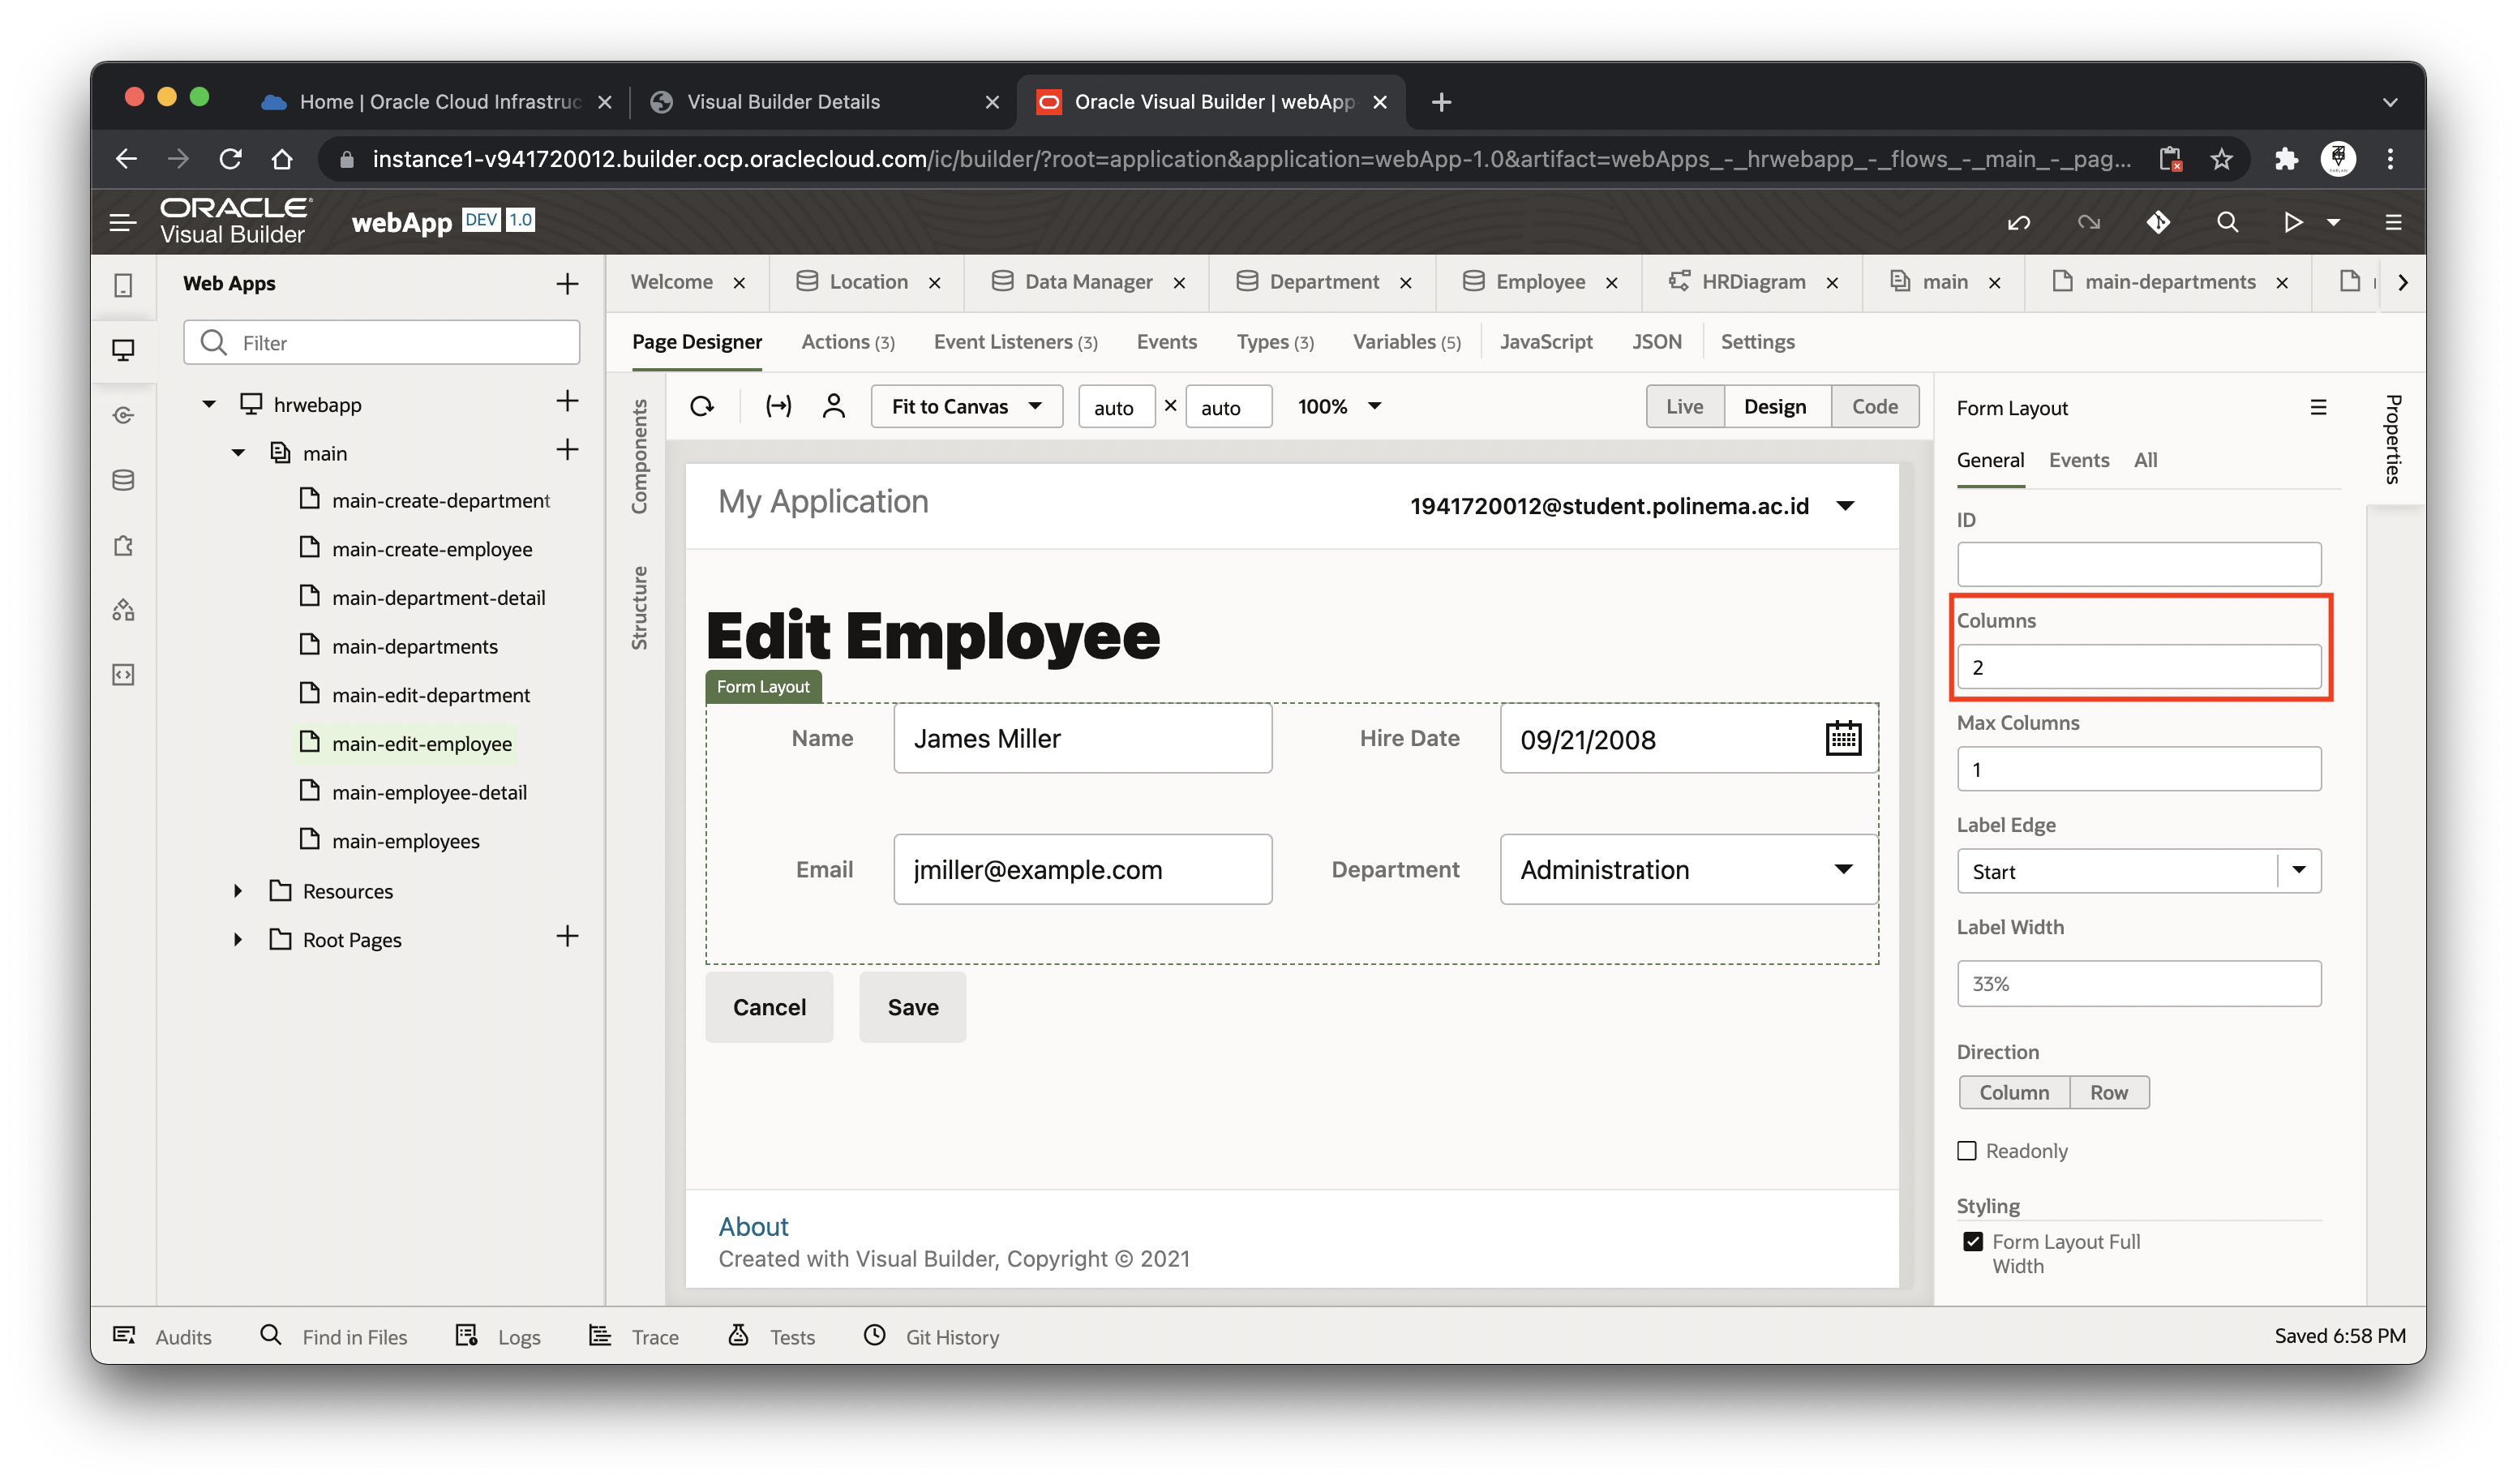 Home | Oracle Cloud Infrastruc
Visual Builder Details
Oracle Visual Builder | webApp-
instance1-v941720012.builder.ocp.oraclecloud.com/ic/builder/?root=application&application=webApp-1.0&artifact=webApps_-_hrwebapp_-_flows_-_main_-_pag...
ORACLE
Visual Builder
webApp DEV 1.0
Web Apps
Filter
hrwebapp
main
main-create-department
main-create-employee
main-department-detail
main-departments
main-edit-department
main-edit-employee
main-employee-detail
main-employees
Resources
Root Pages
Welcome
Location
Data Manager
Department
Employee
HRDiagram
main
main-departments
Page Designer
Actions (3)
Event Listeners (3)
Events
Types (3)
Variables (5)
JavaScript
JSON
Settings
Components
Structure
Fit to Canvas
auto × auto
100%
Live
Design
Code
My Application
1941720012@student.polinema.ac.id
Edit Employee
Form Layout
Name
James Miller
Hire Date
09/21/2008
Email
jmiller@example.com
Department
Administration
Cancel
Save
About
Created with Visual Builder, Copyright © 2021
Form Layout
Properties
General
Events
All
ID
Columns
2
Max Columns
1
Label Edge
Start
Label Width
33%
Direction
Column
Row
Readonly
Styling
Form Layout Full
Width
Audits
Find in Files
Logs
Trace
Tests
Git History
Saved 6:58 PM